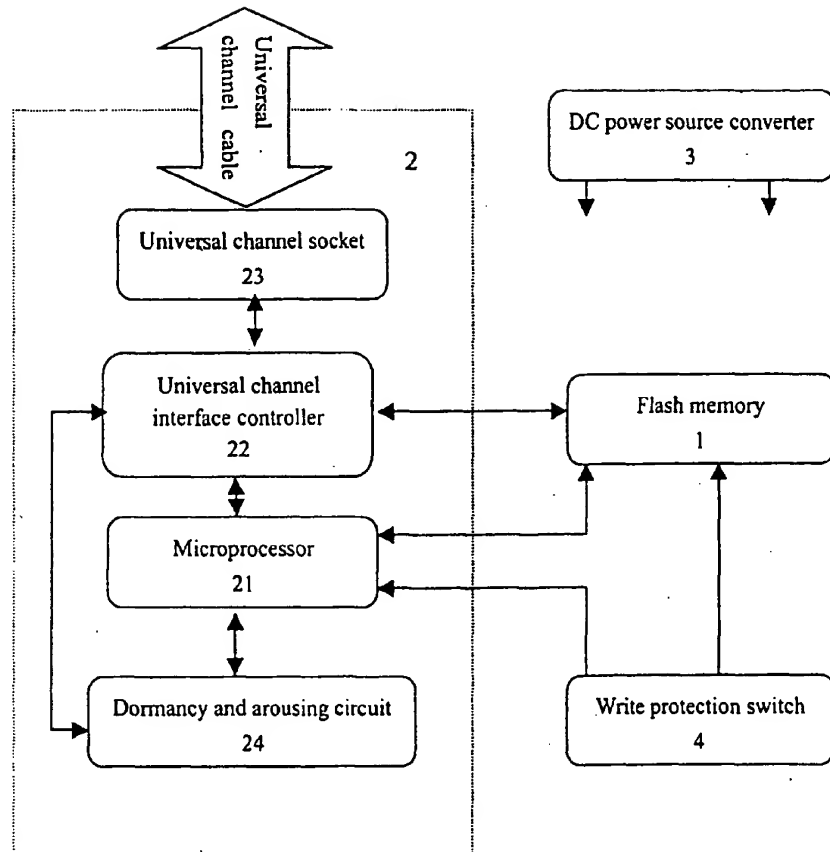 Universal
channel cable
2
DC power source converter
3
Universal channel socket
23
Universal channel
interface controller
22
Flash memory
1
Microprocessor
21
Dormancy and arousing circuit
24
Write protection switch
4